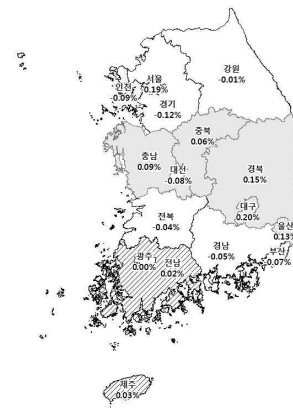 강원
-0.01%
서울
-0.19%
인천
-0.09%
경기
-0.12%
충북
0.06%
충남
0.09%
대전
-0.08%
경북
0.15%
대구
0.20%
울산
0.13%
전북
-0.04%
경남
-0.05%
부산
-0.07%
광주
0.00%
전남
0.02%
제주
0.03%